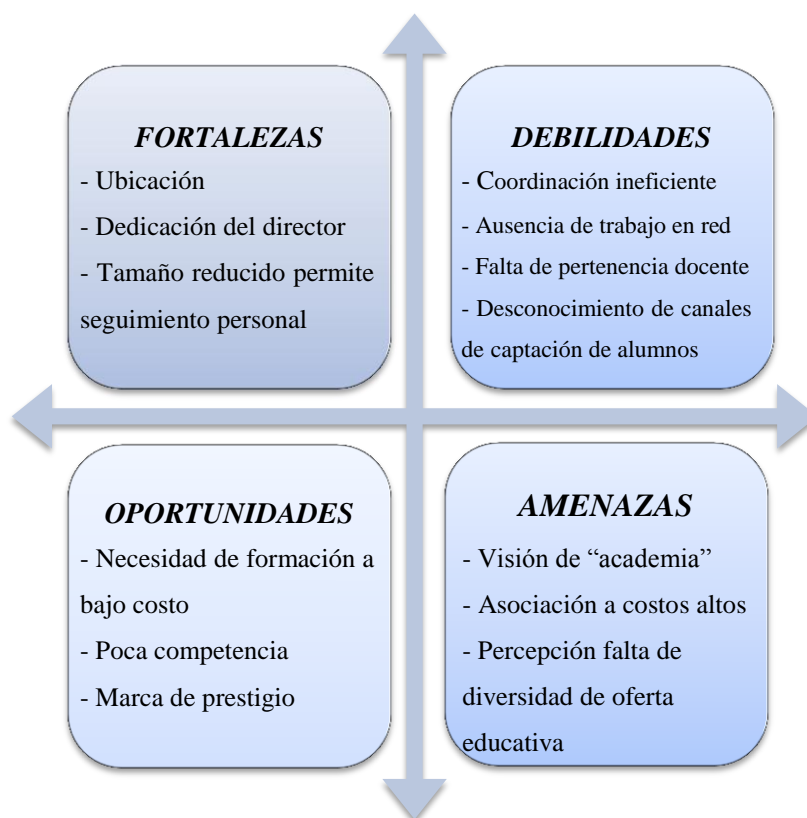 FORTALEZAS
- Ubicación
- Dedicación del director
- Tamaño reducido permite
seguimiento personal
DEBILIDADES
- Coordinación ineficiente
- Ausencia de trabajo en red
- Falta de pertenencia docente
- Desconocimiento de canales
de captación de alumnos
OPORTUNIDADES
- Necesidad de formación a
bajo costo
- Poca competencia
- Marca de prestigio
AMENAZAS
- Visión de “academia”
- Asociación a costos altos
- Percepción falta de
diversidad de oferta
educativa